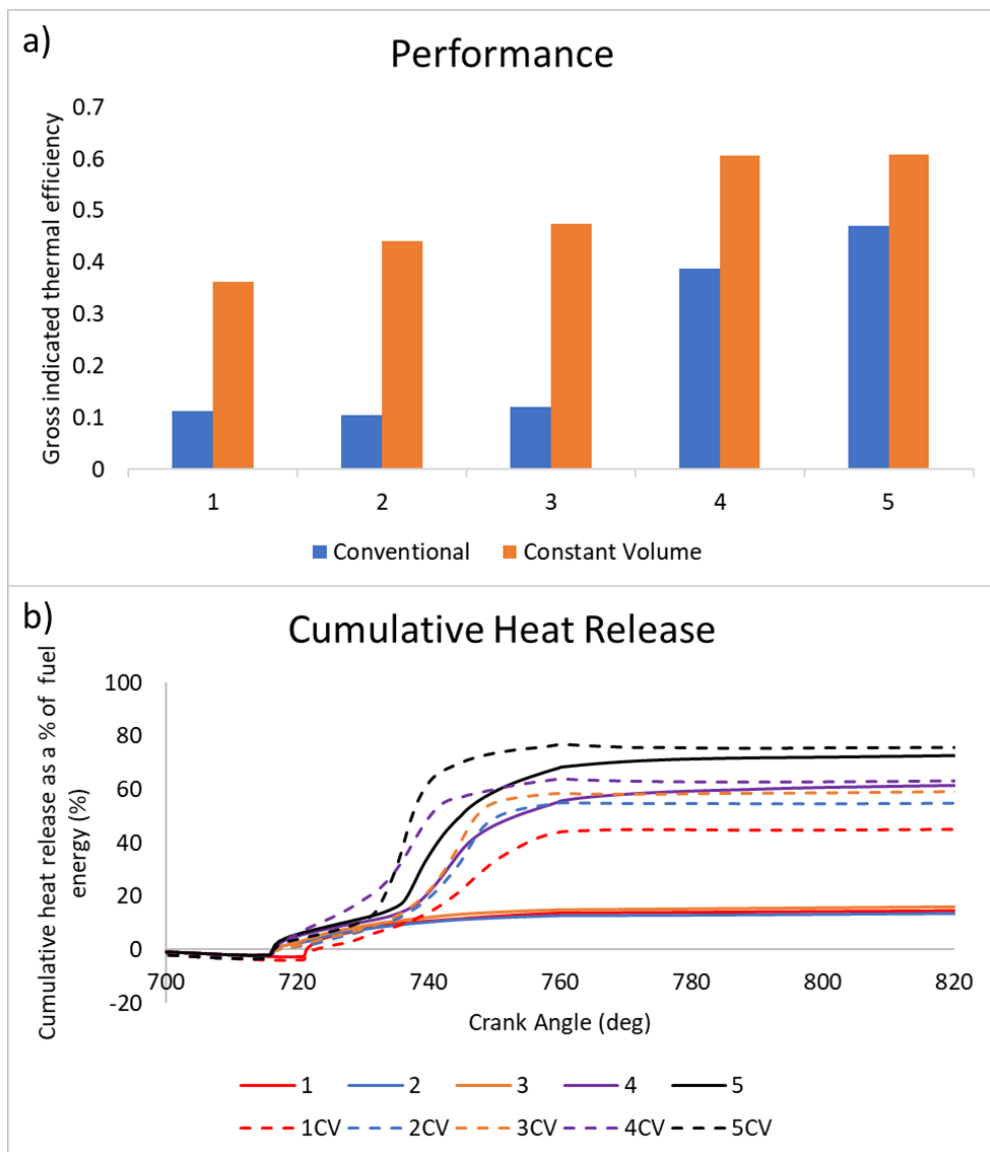 a)
Performance
Gross indicated thermal efficiency
0.7
0.6
0.5
0.4
0.3
0.2
0.1
0
1 2 3 4 5
Conventional Constant Volume
b)
Cumulative Heat Release
Cumulative heat release as a % of fuel
energy (%)
100
80
60
40
20
0
-20
700 720 740 760 780 800 820
Crank Angle (deg)
1 2 3 4 5
1CV 2CV 3CV 4CV 5CV